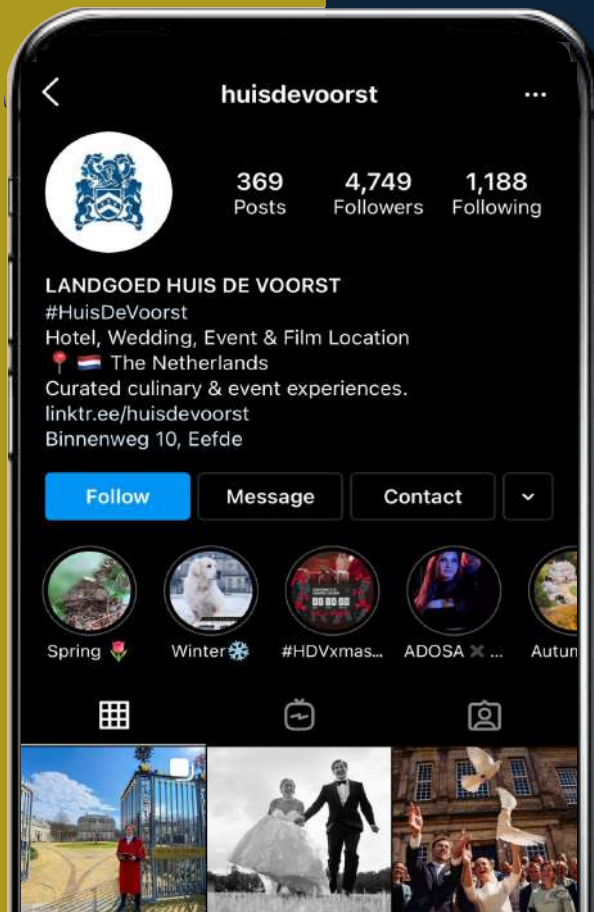 huisdevoorst
369 4,749 1,188
Posts Followers Following
LANDGOED HUIS DE VOORST
#HuisDeVoorst
Hotel, Wedding, Event & Film Location
📍 🇳🇱 The Netherlands
Curated culinary & event experiences.
linktr.ee/huisdevoorst
Binnenweg 10, Eefde
Follow Message Contact
Spring 🌷 Winter❄️ #HDVxmas... ADOSA ✖️ ... Autun